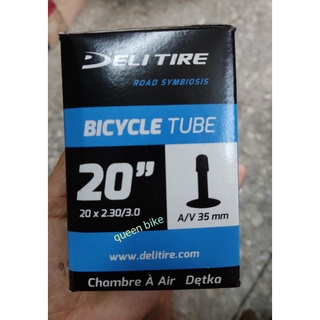 DELITIRE
ROAD SYMBIOSIS
BICYCLE TUBE
20”
20 x 2.30/3.0
A/V 35 mm
queen bike
www.delitire.com
Chambre À Air Dętka